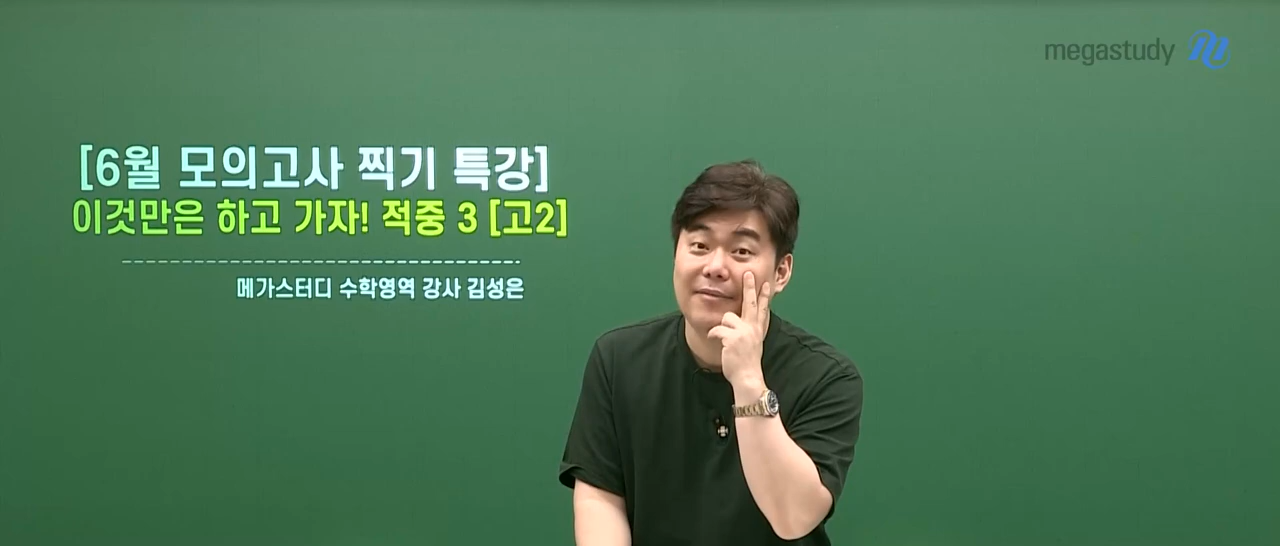 megastudy
[6월 모의고사 찍기 특강]
이것만은 하고 가자! 적중 3 [고2]
메가스터디 수학영역 강사 김성은